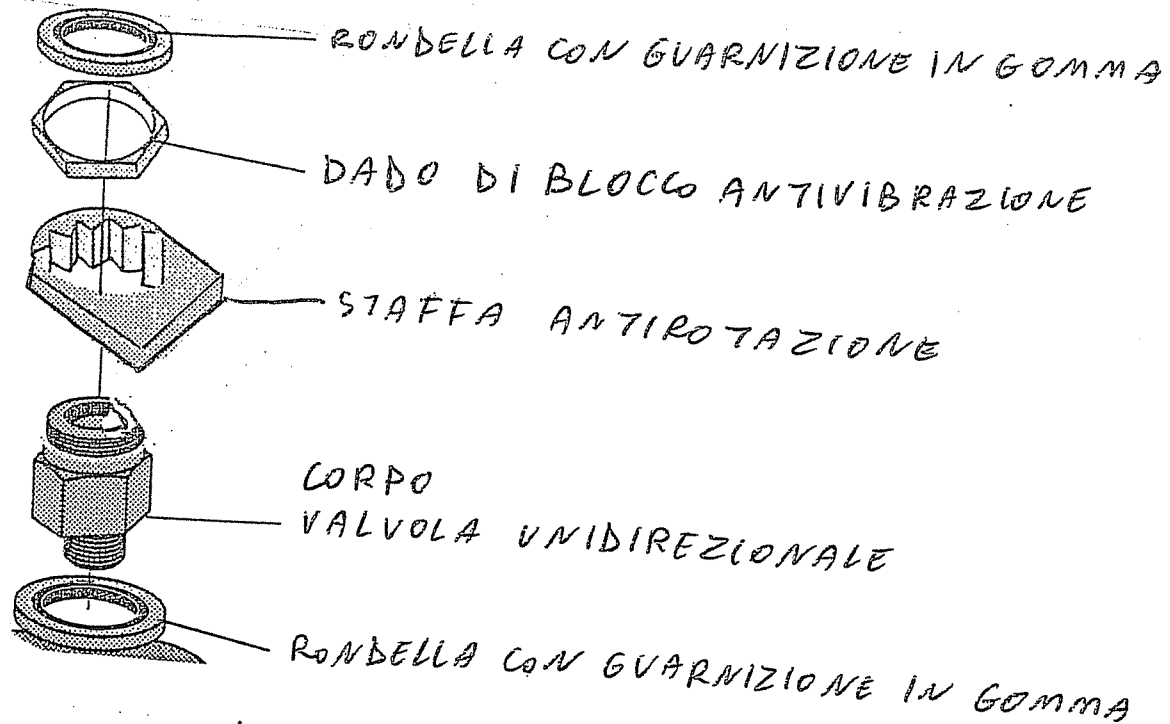 RONDELLA CON GUARNIZIONE IN GOMMA
DADO DI BLOCCO ANTIVIBRAZIONE
STAFFA ANTIROTAZIONE
CORPO
VALVOLA UNIDIREZIONALE
RONDELLA CON GUARNIZIONE IN GOMMA